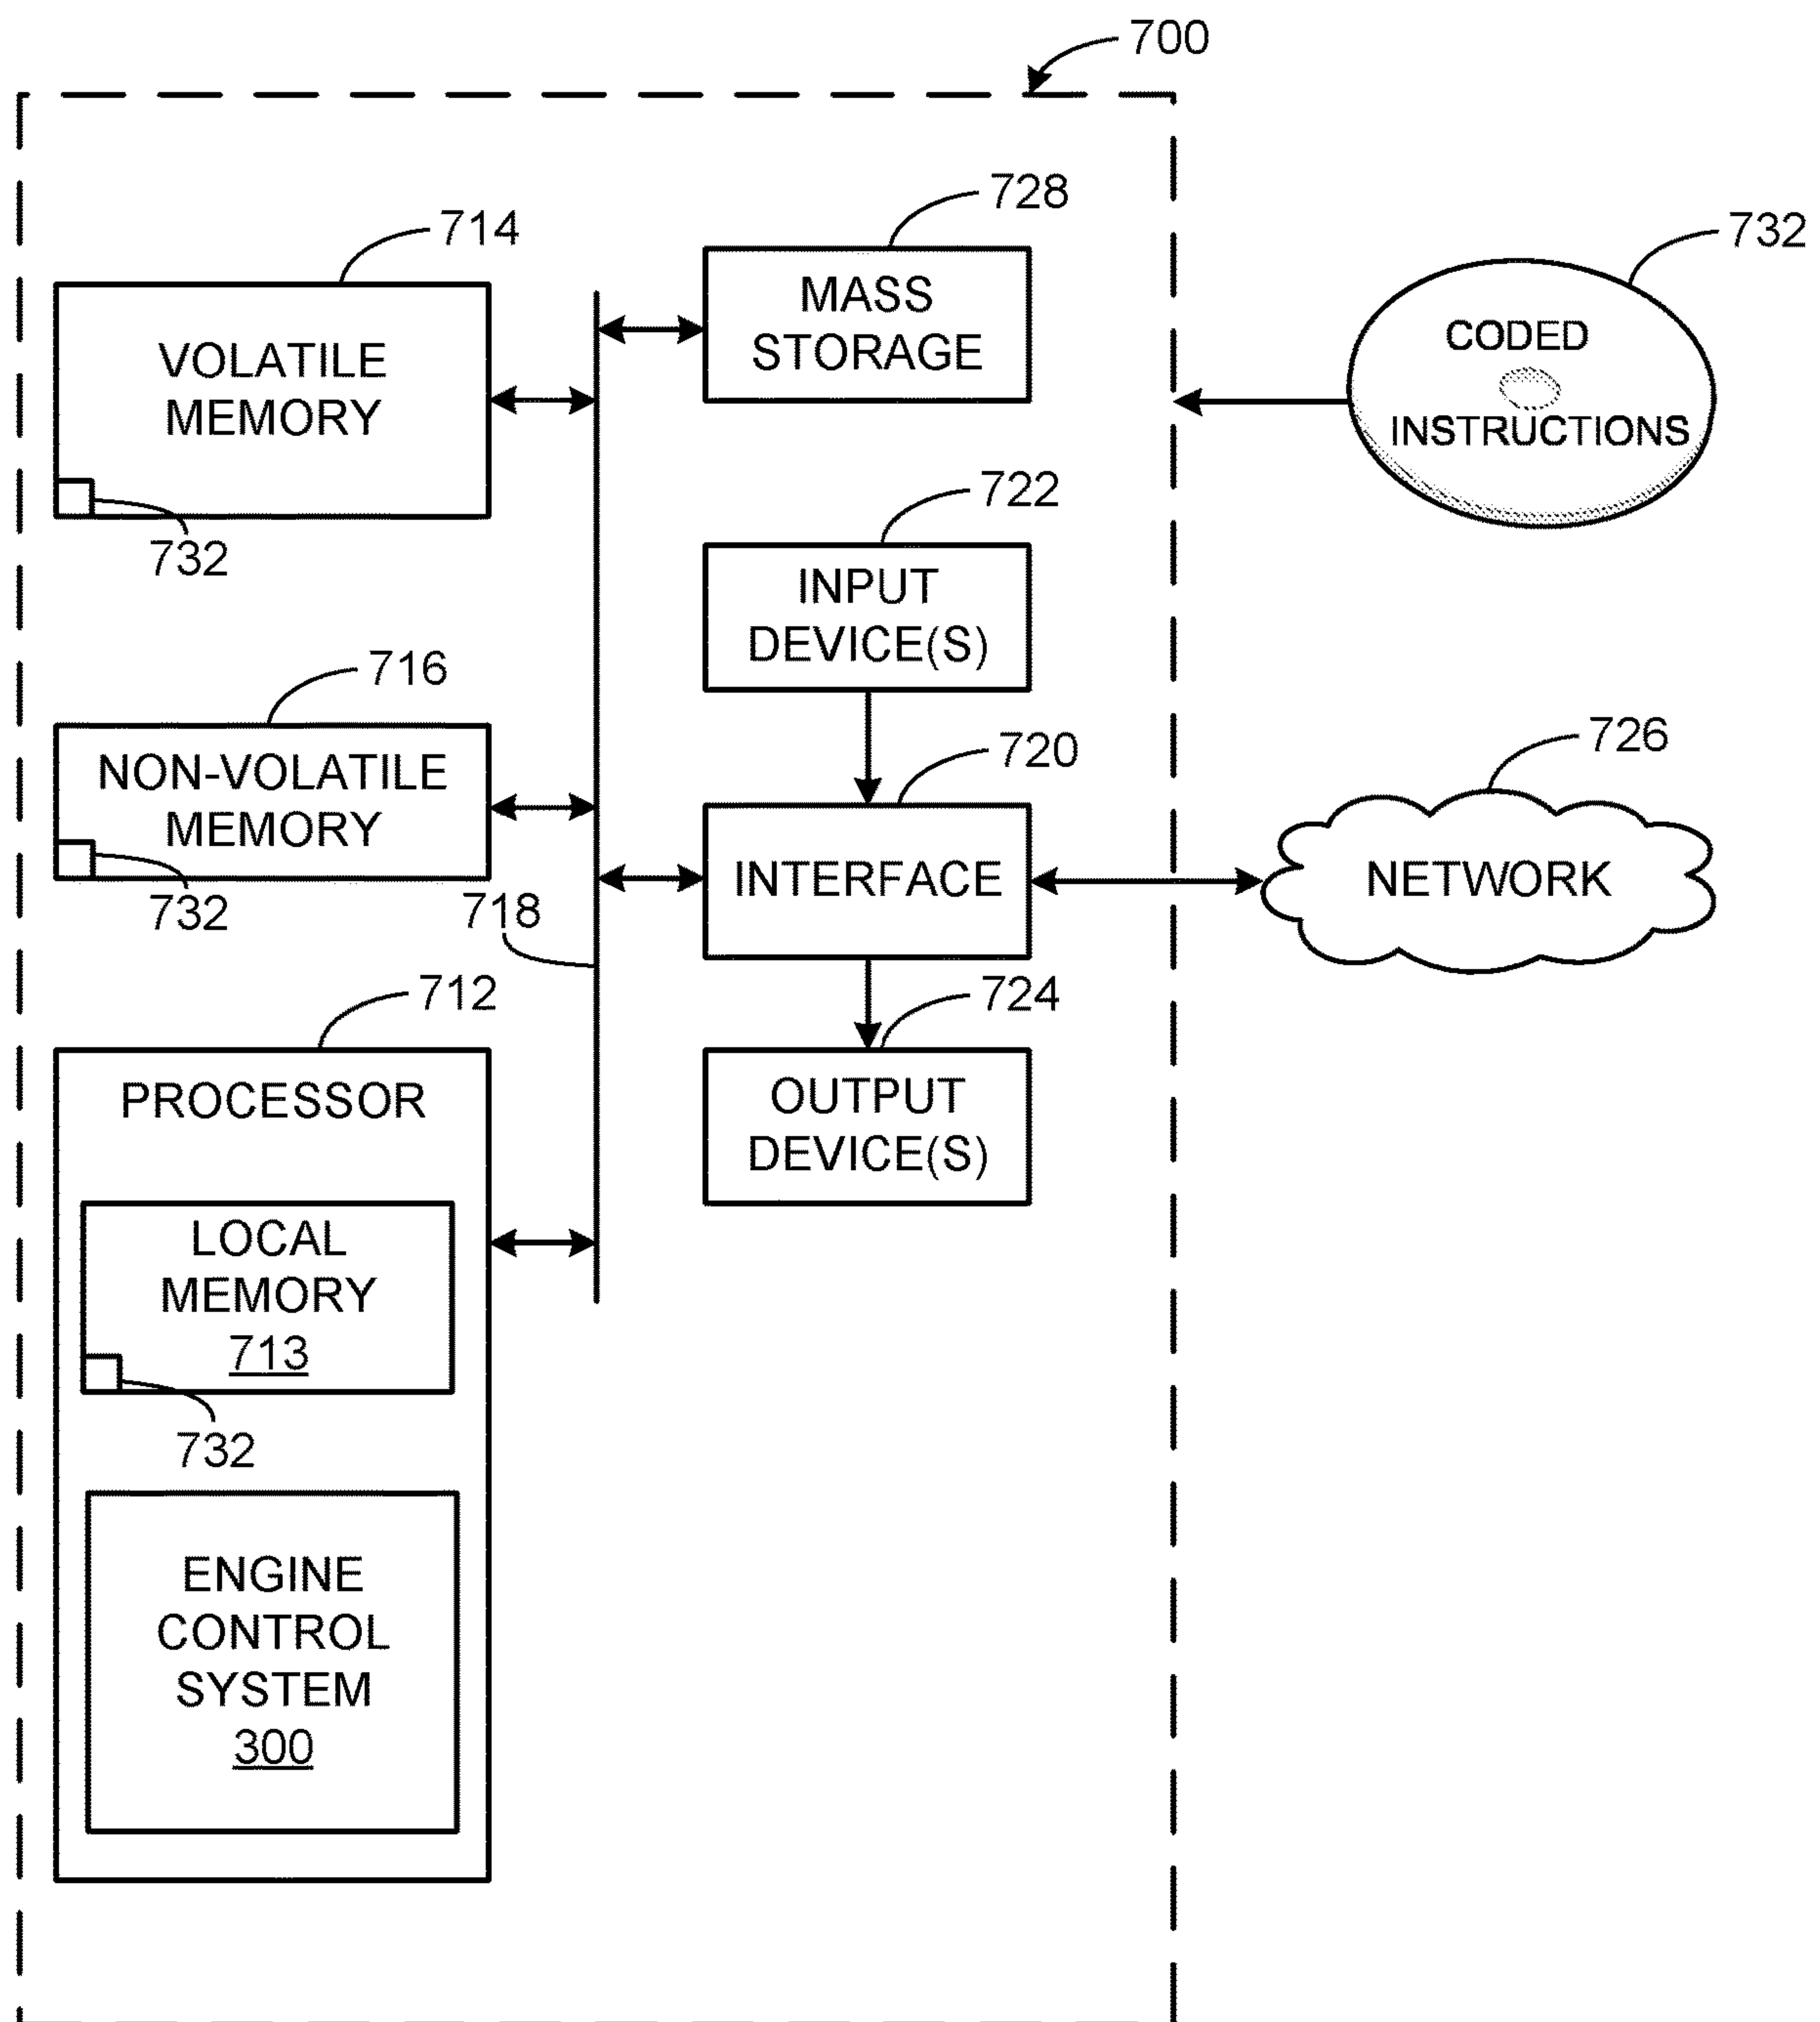 700
714
VOLATILE
MEMORY
732
728
MASS
STORAGE
732
CODED
INSTRUCTIONS
722
INPUT
DEVICE(S)
716
NON-VOLATILE
MEMORY
732
718
720
INTERFACE
726
NETWORK
712
PROCESSOR
LOCAL
MEMORY
713
732
ENGINE
CONTROL
SYSTEM
300
724
OUTPUT
DEVICE(S)